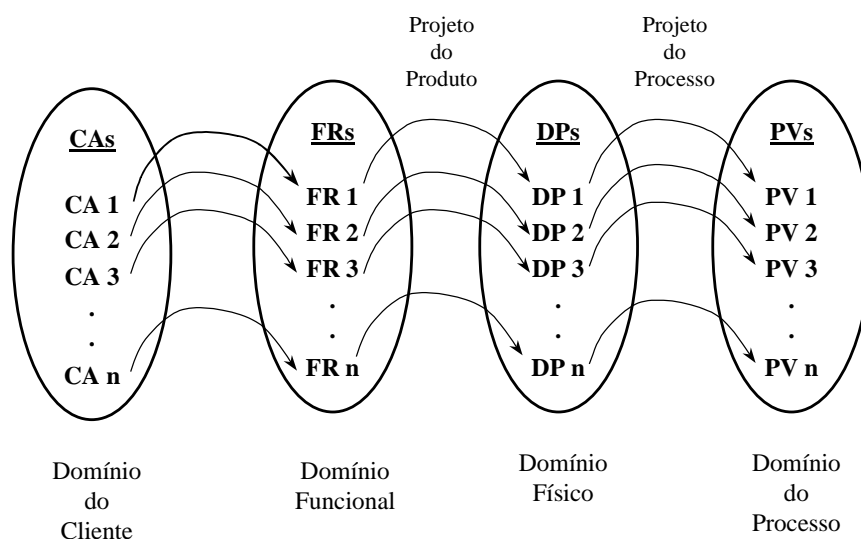 Projeto
do
Produto
Projeto
do
Processo
CAs
CA 1
CA 2
CA 3
.
.
CA n
FRs
FR 1
FR 2
FR 3
.
.
FR n
DPs
DP 1
DP 2
DP 3
.
.
DP n
PVs
PV 1
PV 2
PV 3
.
.
PV n
Domínio
do
Cliente
Domínio
Funcional
Domínio
Físico
Domínio
do
Processo